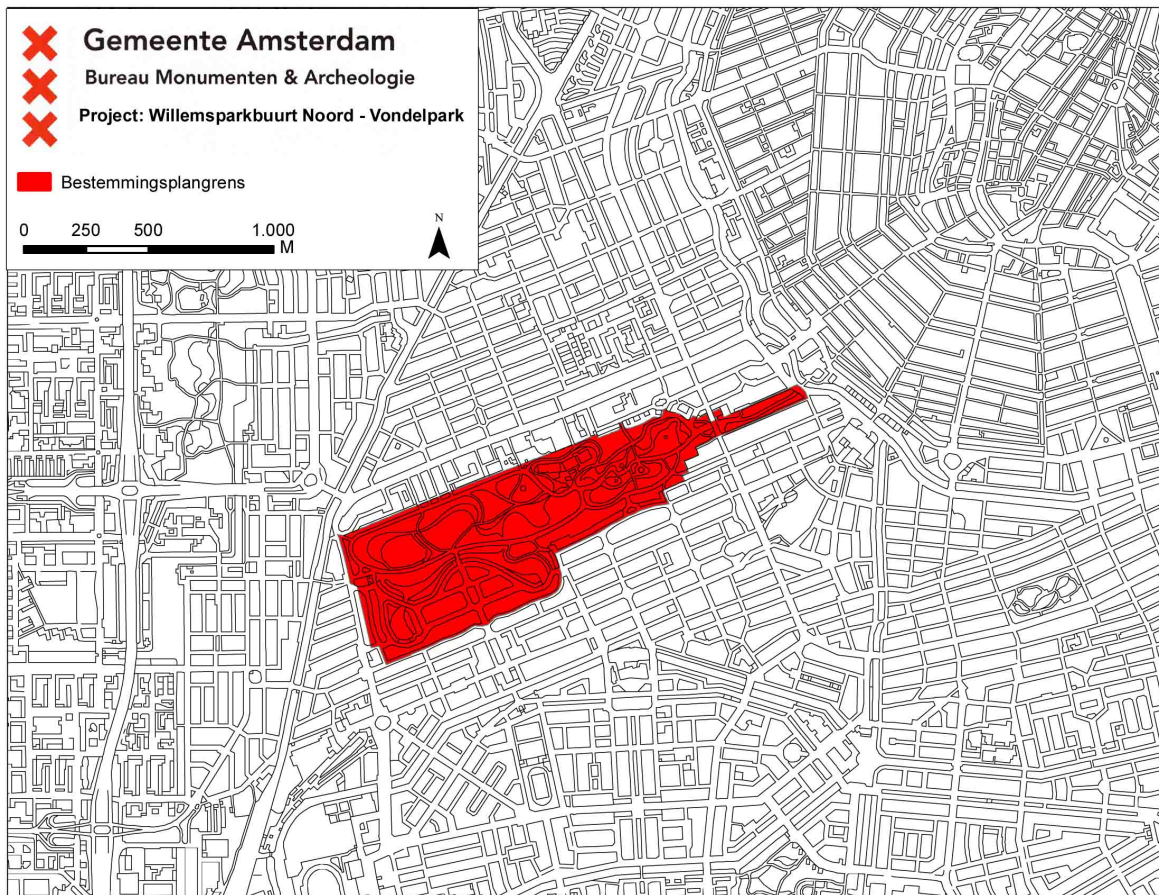 Gemeente Amsterdam
Bureau Monumenten & Archeologie
Project: Willemsparkbuurt Noord - Vondelpark
Bestemmingsplangrens
0 250 500 1.000
M
N